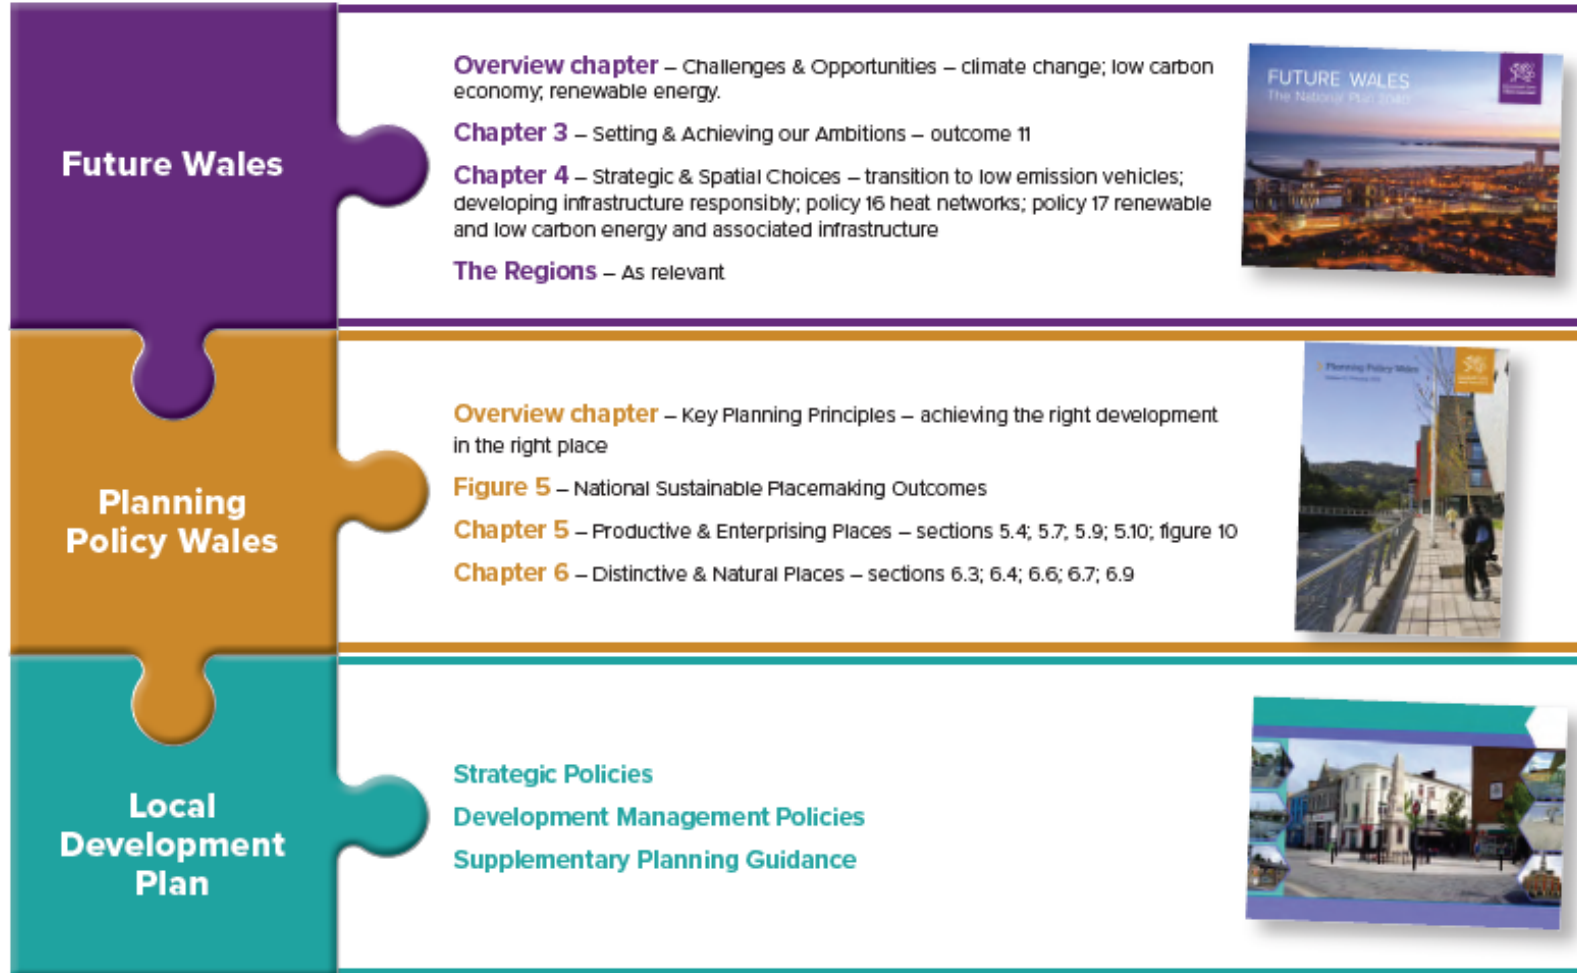 Future Wales
Overview chapter – Challenges & Opportunities – climate change; low carbon
economy; renewable energy.
Chapter 3 – Setting & Achieving our Ambitions – outcome 11
Chapter 4 – Strategic & Spatial Choices – transition to low emission vehicles;
developing infrastructure responsibly; policy 16 heat networks; policy 17 renewable
and low carbon energy and associated infrastructure
The Regions – As relevant
FUTURE WALES
The National Plan 2040
Planning
Policy Wales
Overview chapter – Key Planning Principles – achieving the right development
in the right place
Figure 5 – National Sustainable Placemaking Outcomes
Chapter 5 – Productive & Enterprising Places – sections 5.4; 5.7; 5.9; 5.10; figure 10
Chapter 6 – Distinctive & Natural Places – sections 6.3; 6.4; 6.6; 6.7; 6.9
Planning Policy Wales
Local
Development
Plan
Strategic Policies
Development Management Policies
Supplementary Planning Guidance